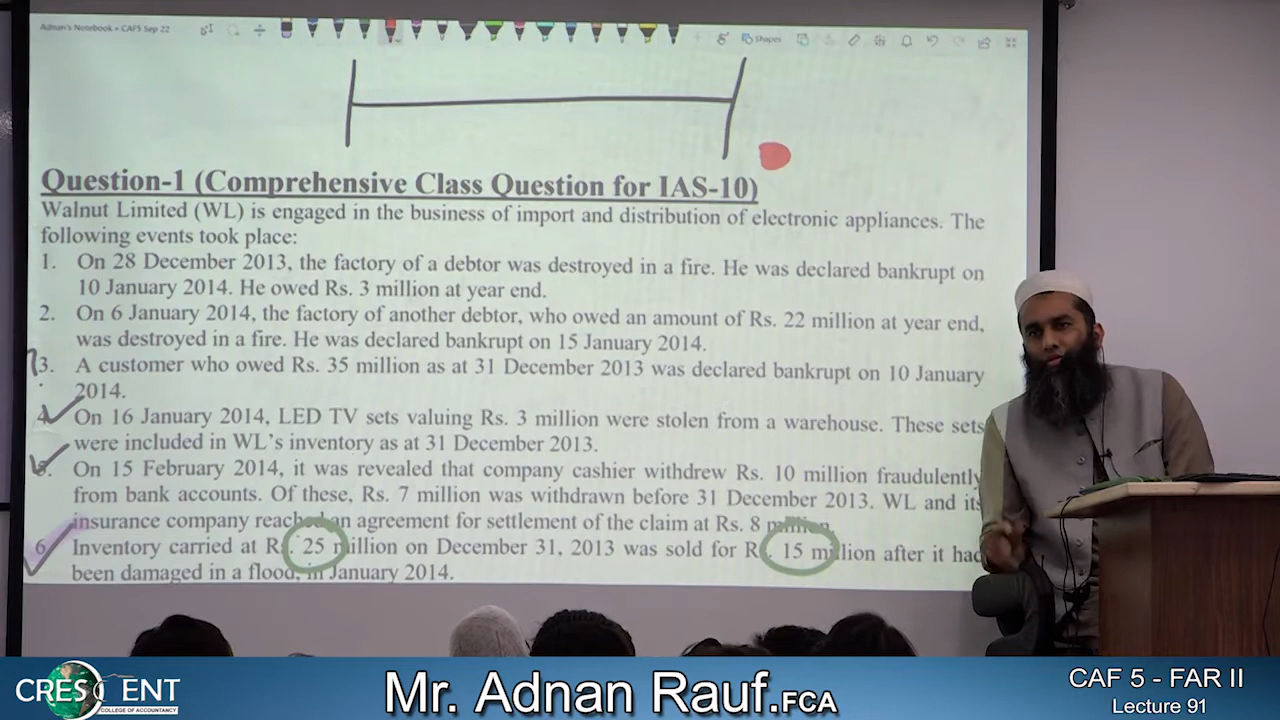 Adnan's Notebook » CAF5 Sep 22
Shapes
Question-1 (Comprehensive Class Question for IAS-10)
Walnut Limited (WL) is engaged in the business of import and distribution of electronic appliances. The
following events took place:
1. On 28 December 2013, the factory of a debtor was destroyed in a fire. He was declared bankrupt on
10 January 2014. He owed Rs. 3 million at year end.
2. On 6 January 2014, the factory of another debtor, who owed an amount of Rs. 22 million at year end,
was destroyed in a fire. He was declared bankrupt on 15 January 2014.
3. A customer who owed Rs. 35 million as at 31 December 2013 was declared bankrupt on 10 January
2014.
4. On 16 January 2014, LED TV sets valuing Rs. 3 million were stolen from a warehouse. These sets
were included in WL's inventory as at 31 December 2013.
5. On 15 February 2014, it was revealed that company cashier withdrew Rs. 10 million fraudulently
from bank accounts. Of these, Rs. 7 million was withdrawn before 31 December 2013. WL and its
insurance company reached an agreement for settlement of the claim at Rs. 8 million.
6. Inventory carried at Rs. 25 million on December 31, 2013 was sold for Rs. 15 million after it had
been damaged in a flood, in January 2014.
CRESCENT
COLLEGE OF ACCOUNTANCY
Mr. Adnan Rauf.FCA
CAF 5 - FAR II
Lecture 91